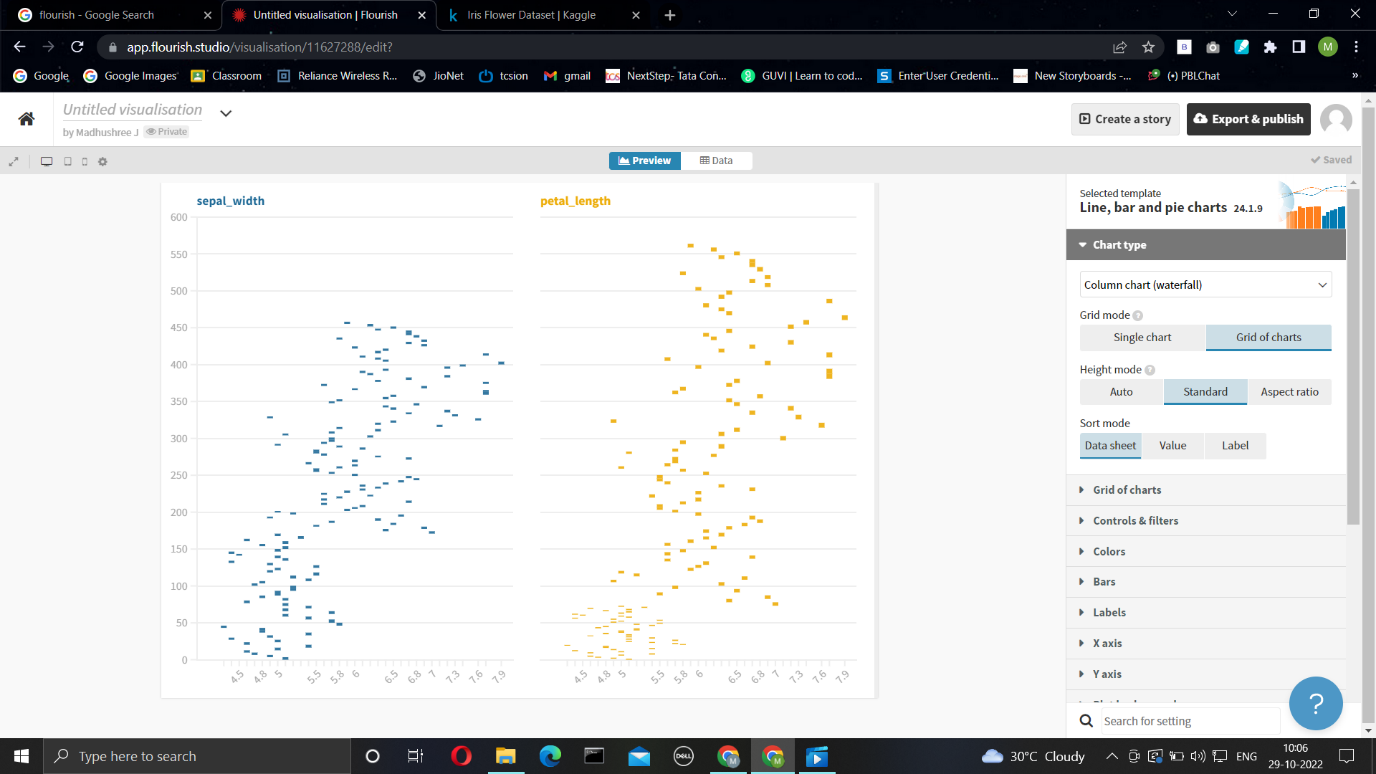 flourish - Google Search
Untitled visualisation | Flourish
Iris Flower Dataset | Kaggle
app.flourish.studio/visualisation/11627288/edit?
B
M
Google
Google Images
Classroom
Reliance Wireless R...
JioNet
tcsion
gmail
NextStep- Tata Con...
GUVI | Learn to cod...
Enter User Credenti...
New Storyboards -...
(•) PBLChat
»
Untitled visualisation
by Madhushree J Private
Create a story
Export & publish
Preview
Data
Saved
sepal_width
petal_length
600
550
500
450
400
350
300
250
200
150
100
50
0
4.5 4.8 5 5.5 5.8 6 6.5 6.8 7 7.3 7.6 7.9
4.5 4.8 5 5.5 5.8 6 6.5 6.8 7 7.3 7.6 7.9
Selected template
Line, bar and pie charts 24.1.9
Chart type
Column chart (waterfall)
Grid mode ?
Single chart
Grid of charts
Height mode ?
Auto
Standard
Aspect ratio
Sort mode
Data sheet
Value
Label
Grid of charts
Controls & filters
Colors
Bars
Labels
X axis
Y axis
Search for setting
?
Type here to search
DELL
30°C Cloudy
ENG
10:06
29-10-2022